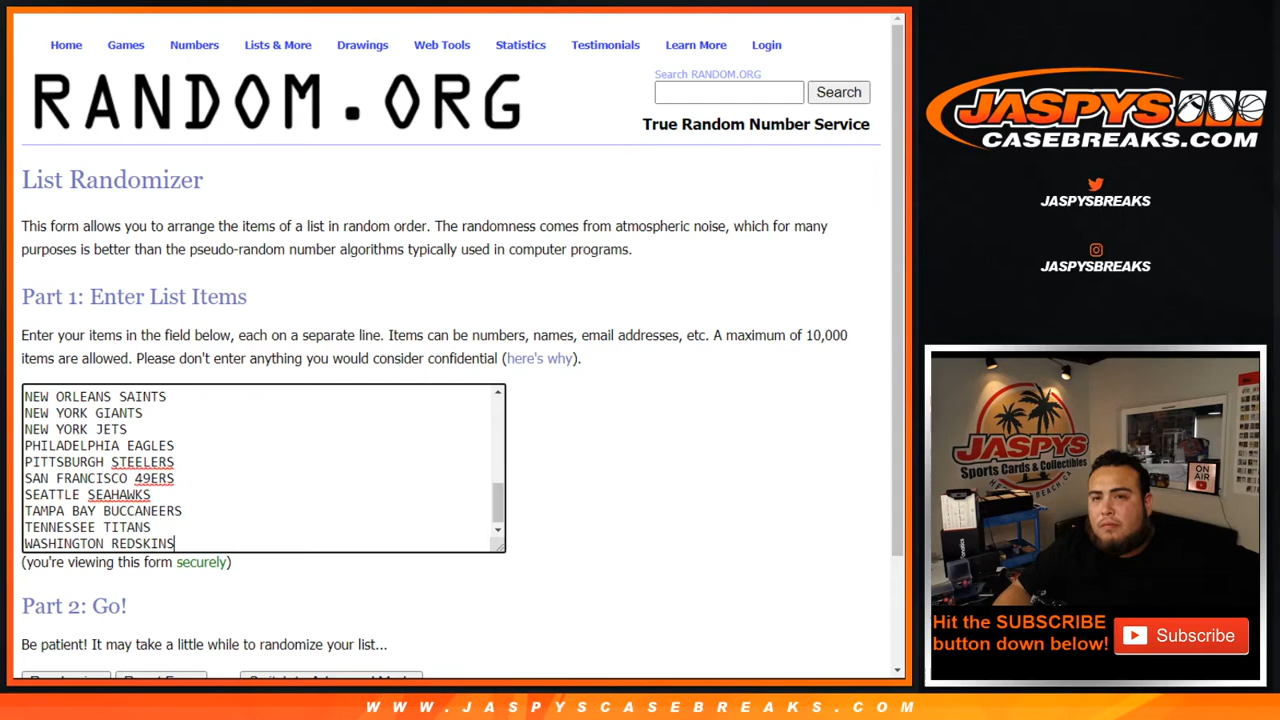 Home Games Numbers Lists & More Drawings Web Tools Statistics Testimonials Learn More Login
RANDOM.ORG
Search RANDOM.ORG
Search
True Random Number Service
List Randomizer
This form allows you to arrange the items of a list in random order. The randomness comes from atmospheric noise, which for many
purposes is better than the pseudo-random number algorithms typically used in computer programs.
Part 1: Enter List Items
Enter your items in the field below, each on a separate line. Items can be numbers, names, email addresses, etc. A maximum of 10,000
items are allowed. Please don't enter anything you would consider confidential (here's why).
NEW ORLEANS SAINTS
NEW YORK GIANTS
NEW YORK JETS
PHILADELPHIA EAGLES
PITTSBURGH STEELERS
SAN FRANCISCO 49ERS
SEATTLE SEAHAWKS
TAMPA BAY BUCCANEERS
TENNESSEE TITANS
WASHINGTON REDSKINS
(you're viewing this form securely)
Part 2: Go!
Be patient! It may take a little while to randomize your list...
JASPYS
CASEBREAKS.COM
JASPYSBREAKS
JASPYSBREAKS
JASPYS
Sports Cards & Collectibles
ON AIR
Hit the SUBSCRIBE
button down below!
Subscribe
WWW.JASPYSCASEBREAKS.COM